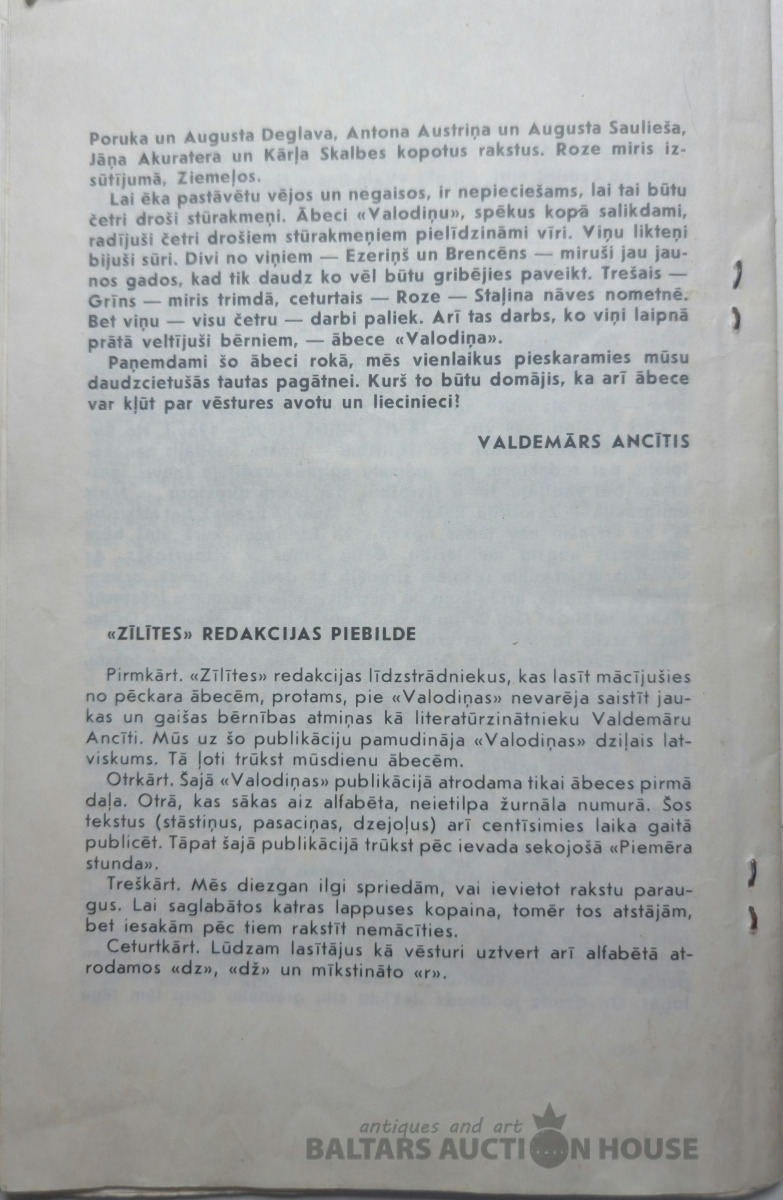 Poruka un Augusta Deglava, Antona Austriņa un Augusta Saulieša,
Jāņa Akuratera un Kārļa Skalbes kopotus rakstus. Roze miris iz-
sūtījumā, Ziemeļos.
Lai ēka pastāvētu vējos un negaisos, ir nepieciešams, lai tai būtu
četri droši stūrakmeņi. Ābeci «Valodiņu», spēkus kopā salikdami,
radījuši četri drošiem stūrakmeņiem pielīdzināmi vīri. Viņu likteņi
bijuši sūri. Divi no viņiem — Ezeriņš un Brencēns — miruši jau jau-
nos gados, kad tik daudz ko vēl būtu gribējies paveikt. Trešais —
Grīns — miris trimdā, ceturtais — Roze — Staļina nāves nometnē.
Bet viņu — visu četru — darbi paliek. Arī tas darbs, ko viņi laipnā
prātā veltījuši bērniem, — ābece «Valodiņa».
Paņemdami šo ābeci rokā, mēs vienlaikus pieskaramies mūsu
daudzcietušās tautas pagātnei. Kurš to būtu domājis, ka arī ābece
var kļūt par vēstures avotu un liecinieci!
VALDEMĀRS ANCĪTIS
«ZĪLĪTES» REDAKCIJAS PIEBILDE
Pirmkārt. «Zīlītes» redakcijas līdzstrādniekus, kas lasīt mācījušies
no pēckara ābecēm, protams, pie «Valodiņas» nevarēja saistīt jau-
kas un gaišas bērnības atmiņas kā literatūrzinātnieku Valdemāru
Ancīti. Mūs uz šo publikāciju pamudināja «Valodiņas» dziļais lat-
viskums. Tā ļoti trūkst mūsdienu ābecēm.
Otrkārt. Šajā «Valodiņas» publikācijā atrodama tikai ābeces pirmā
daļa. Otrā, kas sākas aiz alfabēta, neietilpa žurnāla numurā. Šos
tekstus (stāstiņus, pasaciņas, dzejoļus) arī centīsimies laika gaitā
publicēt. Tāpat šajā publikācijā trūkst pēc ievada sekojošā «Piemēra
stunda».
Treškārt. Mēs diezgan ilgi spriedām, vai ievietot rakstu parau-
gus. Lai saglabātos katras lappuses kopaina, tomēr tos atstājām,
bet iesakām pēc tiem rakstīt nemācīties.
Ceturtkārt. Lūdzam lasītājus kā vēsturi uztvert arī alfabētā at-
rodamos «dz», «dž» un mīkstināto «r».
antiques and art
BALTARS AUCTION HOUSE